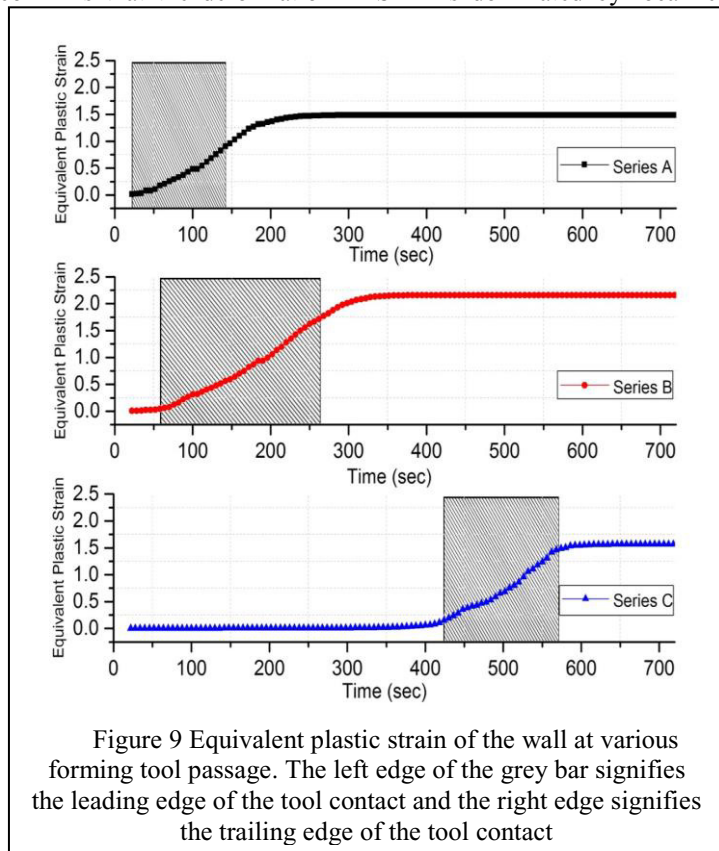 2.5
2.0
1.5
1.0
0.5
0.0
Equivalent Plastic Strain
Series A
0 100 200 300 400 500 600 700
Time (sec)
2.5
2.0
1.5
1.0
0.5
0.0
Equivalent Plastic Strain
Series B
0 100 200 300 400 500 600 700
Time (sec)
2.5
2.0
1.5
1.0
0.5
0.0
Equivalent Plastic Strain
Series C
0 100 200 300 400 500 600 700
Time (sec)
Figure 9 Equivalent plastic strain of the wall at various
forming tool passage. The left edge of the grey bar signifies
the leading edge of the tool contact and the right edge signifies
the trailing edge of the tool contact